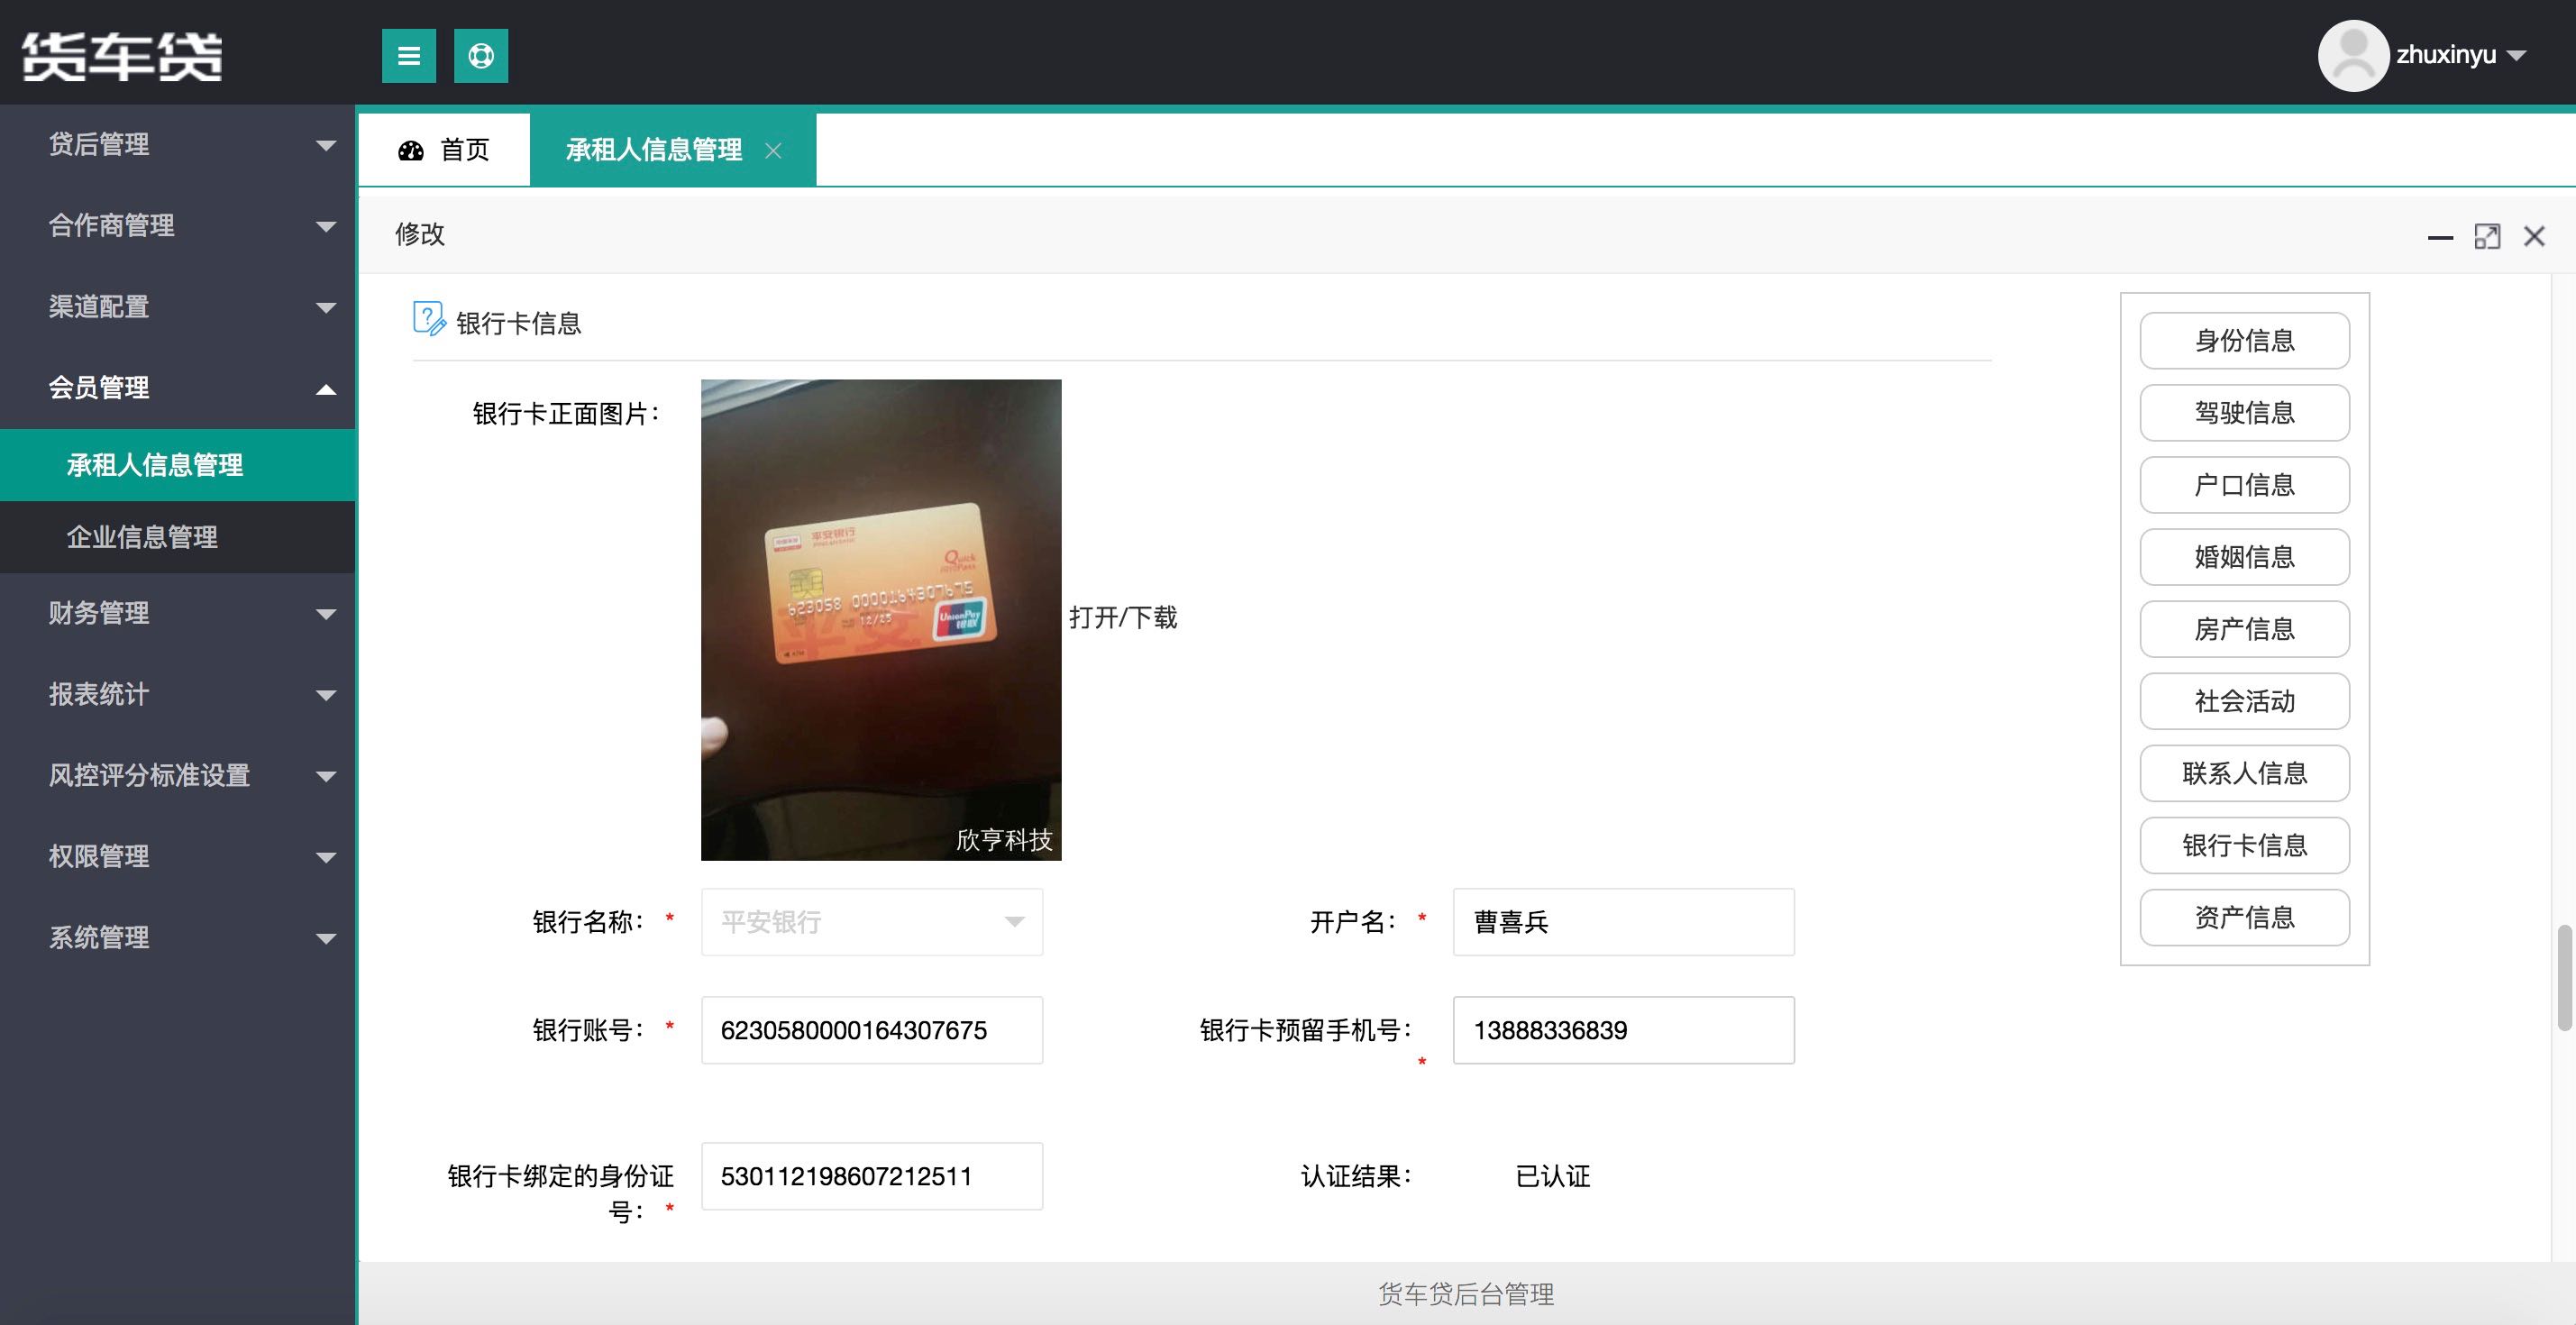 货车贷
zhuxinyu
贷后管理
合作商管理
渠道配置
会员管理
承租人信息管理
企业信息管理
财务管理
报表统计
风控评分标准设置
权限管理
系统管理
首页
承租人信息管理
修改
银行卡信息
银行卡正面图片：
平安银行
Quick
Pass
623058 0000164307675
12/25
UnionPay
银联
平安
ATM
欣亨科技
打开/下载
银行名称： *
平安银行
开户名： *
曹喜兵
银行账号： *
6230580000164307675
银行卡预留手机号：
*
13888336839
银行卡绑定的身份证
号： *
530112198607212511
认证结果：
已认证
身份信息
驾驶信息
户口信息
婚姻信息
房产信息
社会活动
联系人信息
银行卡信息
资产信息
货车贷后台管理